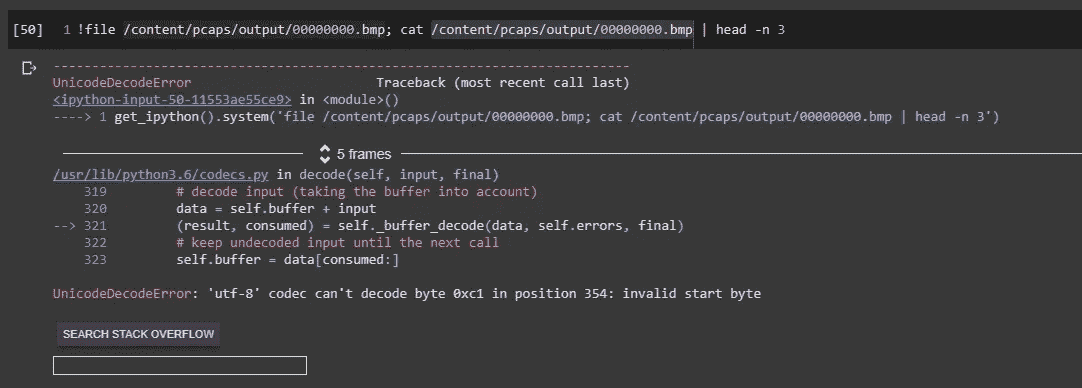 [50] 1 !file /content/pcaps/output/00000000.bmp; cat /content/pcaps/output/00000000.bmp | head -n 3
---------------------------------------------------------------------------
UnicodeDecodeError                        Traceback (most recent call last)
<ipython-input-50-11553ae55ce9> in <module>()
----> 1 get_ipython().system('file /content/pcaps/output/00000000.bmp; cat /content/pcaps/output/00000000.bmp | head -n 3')
5 frames
/usr/lib/python3.6/codecs.py in decode(self, input, final)
    319         # decode input (taking the buffer into account)
    320         data = self.buffer + input
--> 321         (result, consumed) = self._buffer_decode(data, self.errors, final)
    322         # keep undecoded input until the next call
    323         self.buffer = data[consumed:]
UnicodeDecodeError: 'utf-8' codec can't decode byte 0xc1 in position 354: invalid start byte
SEARCH STACK OVERFLOW